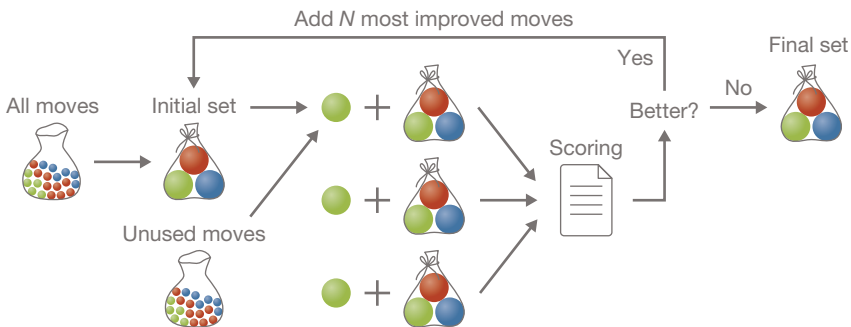 Add N most improved moves
Final set
Yes
All moves
Initial set
Better?
No
Scoring
Unused moves